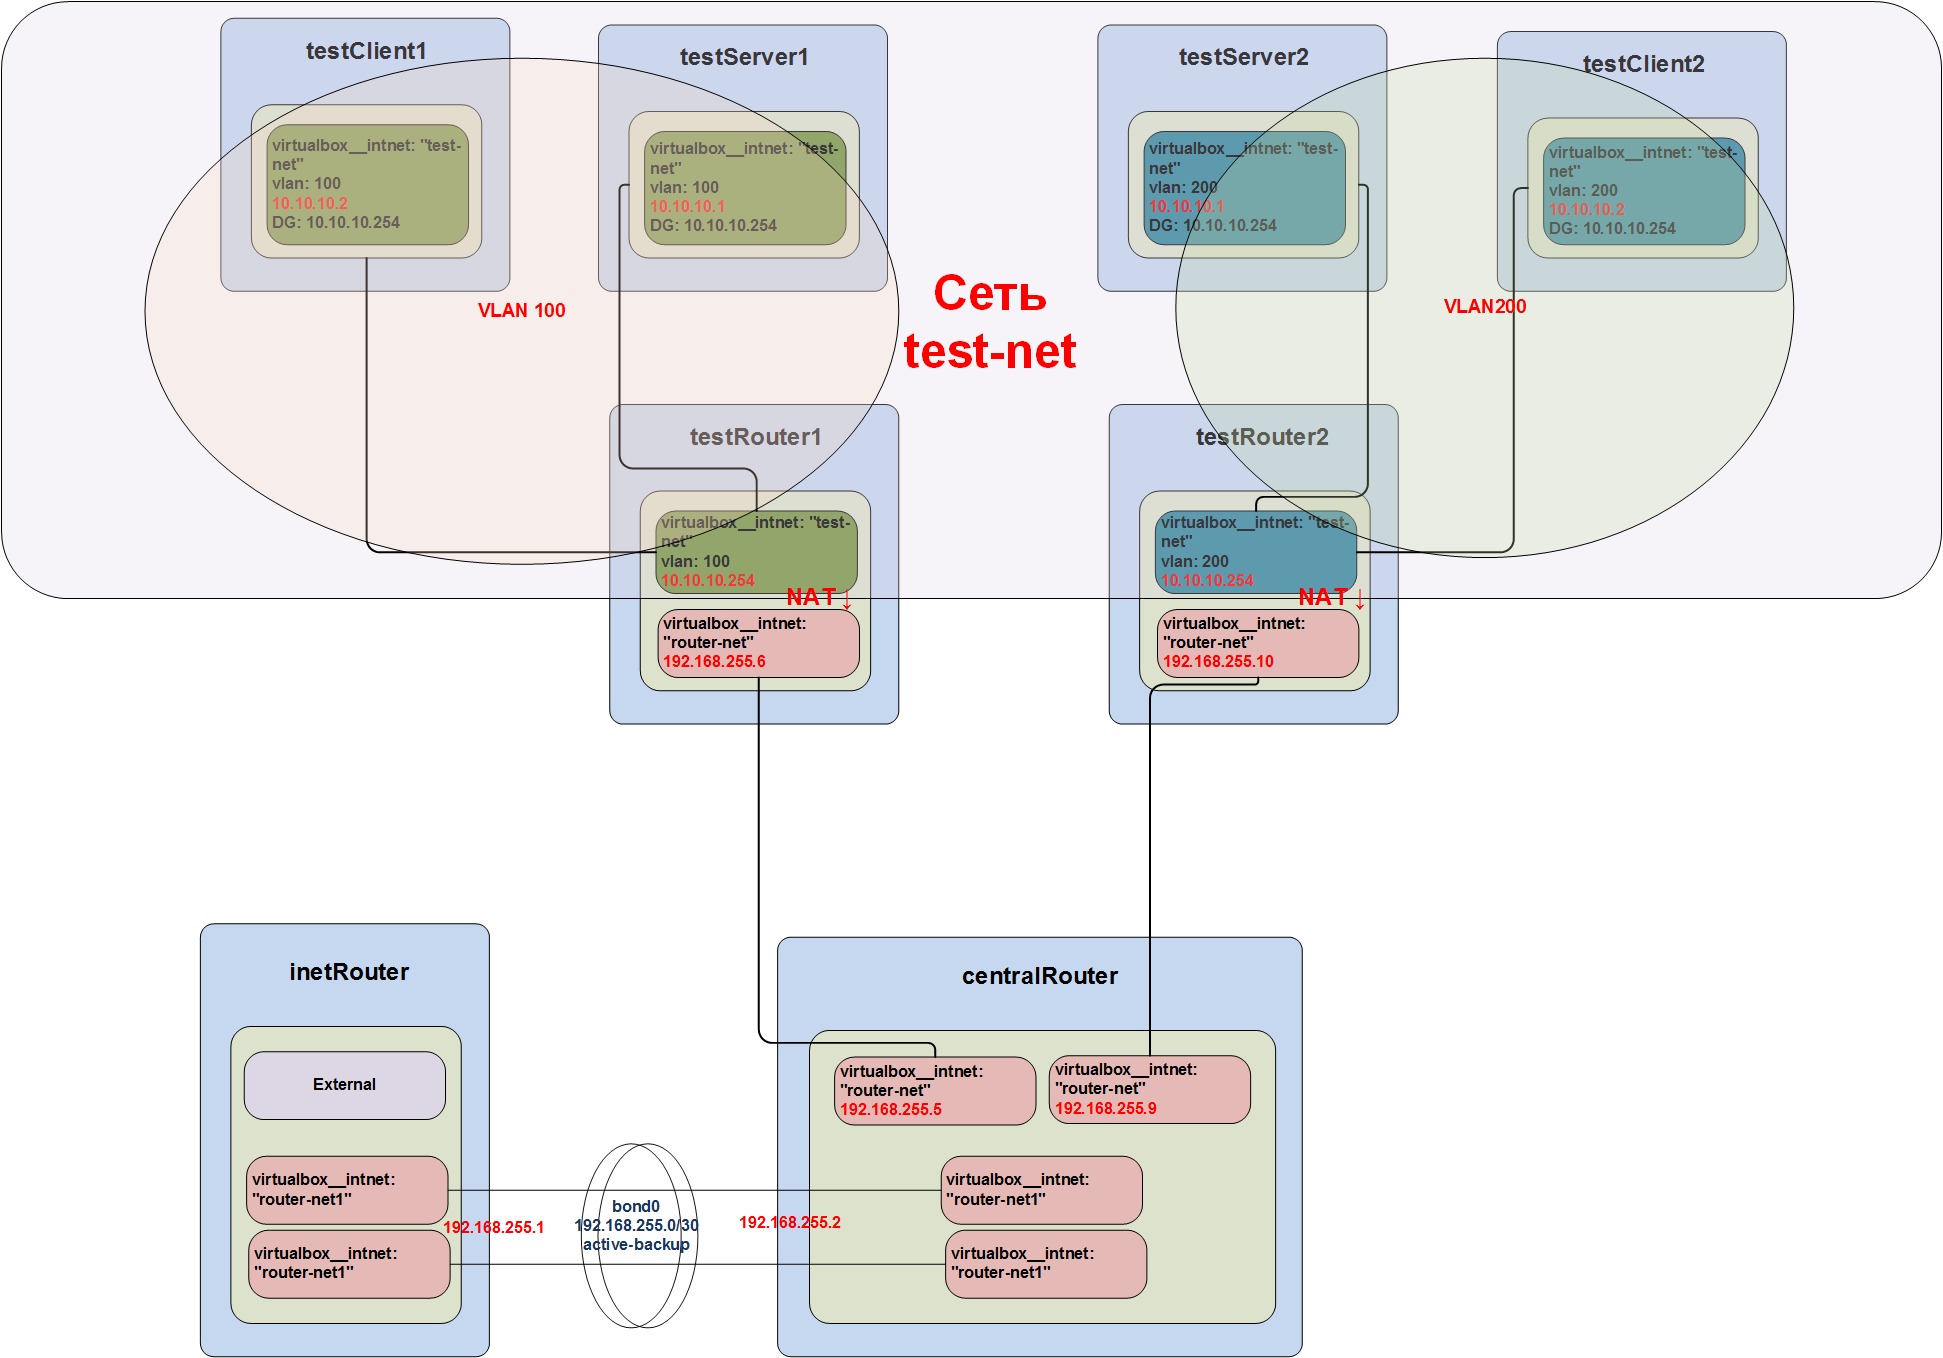 testClient1
virtualbox__intnet: "test-
net"
vlan: 100
10.10.10.2
DG: 10.10.10.254
testServer1
virtualbox__intnet: "test-
net"
vlan: 100
10.10.10.1
DG: 10.10.10.254
testServer2
virtualbox__intnet: "test-
net"
vlan: 200
10.10.10.1
DG: 10.10.10.254
testClient2
virtualbox__intnet: "test-
net"
vlan: 200
10.10.10.2
DG: 10.10.10.254
VLAN 100
Сеть
test-net
VLAN200
testRouter1
virtualbox__intnet: "test-
net"
vlan: 100
10.10.10.254
NAT ↓
virtualbox__intnet:
"router-net"
192.168.255.6
testRouter2
virtualbox__intnet: "test-
net"
vlan: 200
10.10.10.254
NAT ↓
virtualbox__intnet:
"router-net"
192.168.255.10
inetRouter
External
virtualbox__intnet:
"router-net1"
virtualbox__intnet:
"router-net1"
192.168.255.1
bond0
192.168.255.0/30
active-backup
192.168.255.2
centralRouter
virtualbox__intnet:
"router-net"
192.168.255.5
virtualbox__intnet:
"router-net"
192.168.255.9
virtualbox__intnet:
"router-net1"
virtualbox__intnet:
"router-net1"